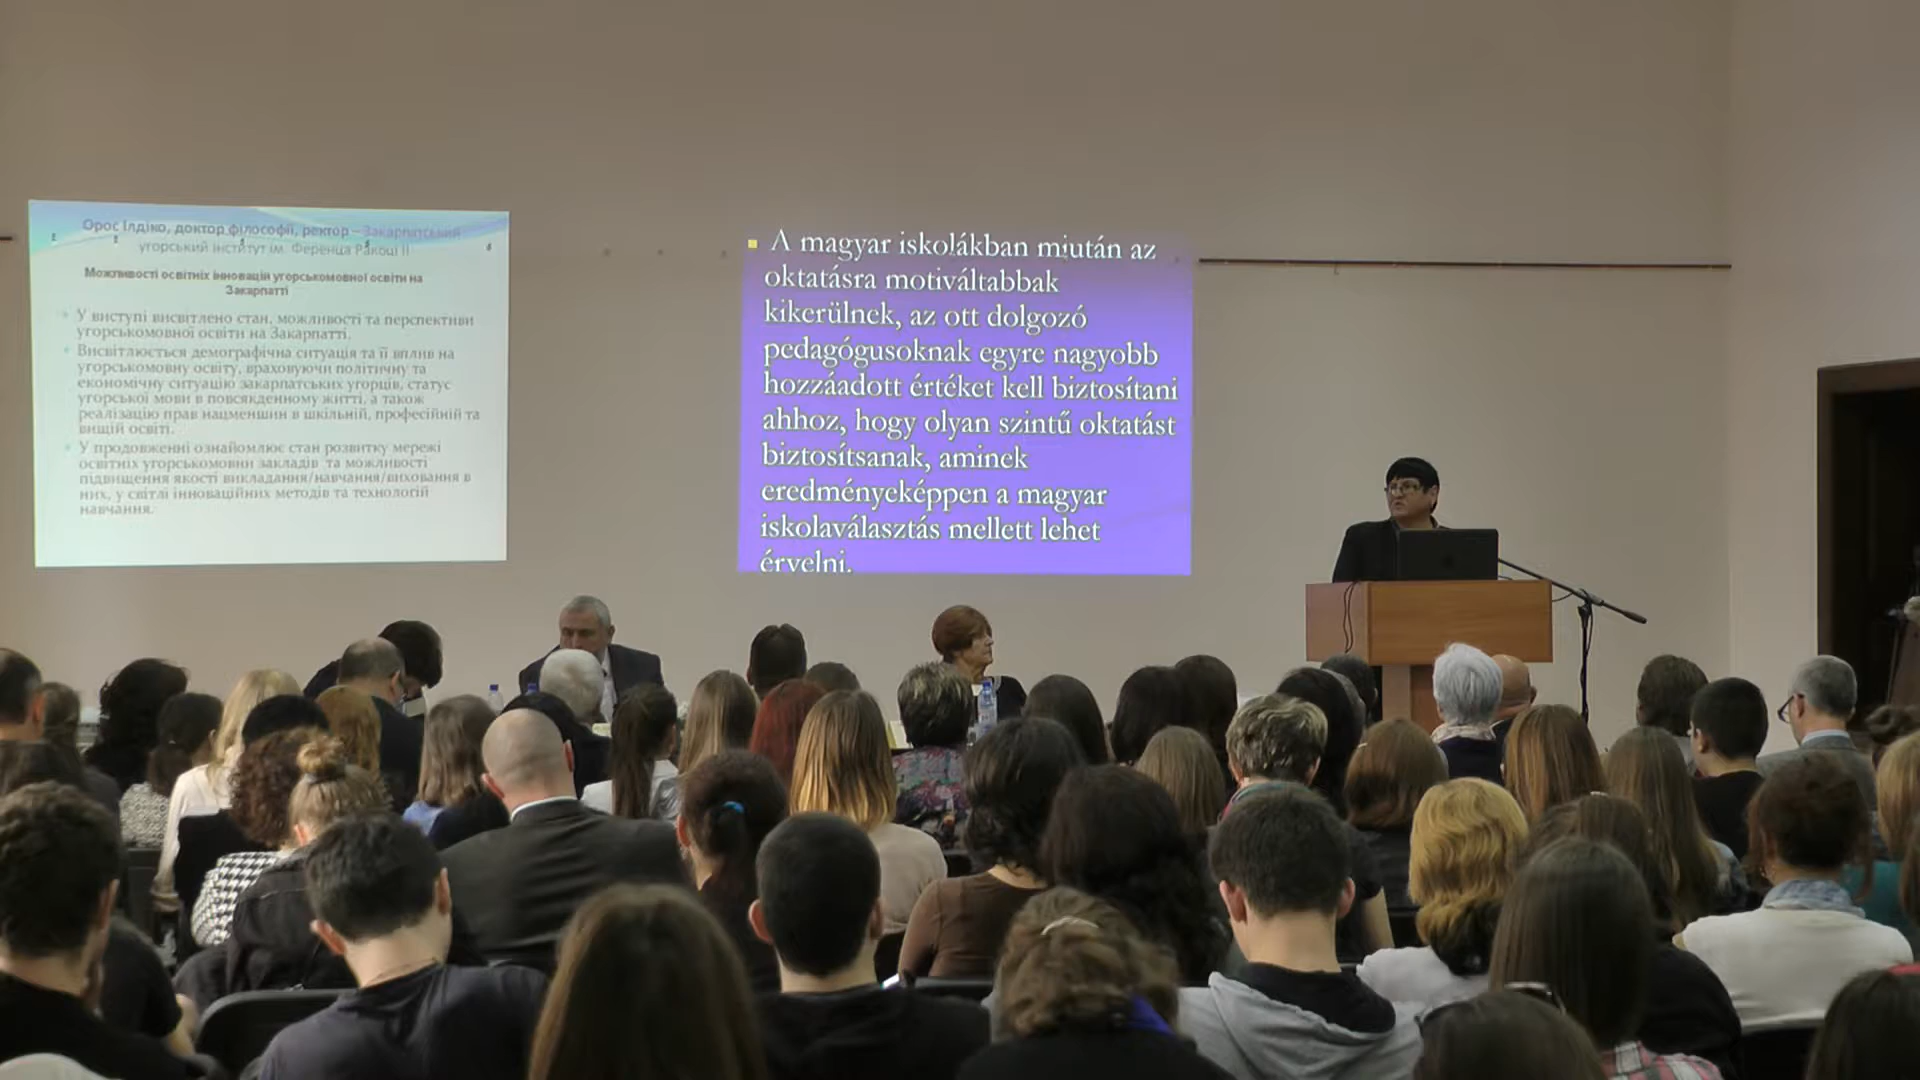 Орос Ілдіко, доктор філософії, ректор – Закарпатський
угорський інститут ім. Ференца Ракоці ІІ
Можливості освітніх інновацій угорськомовної освіти на
Закарпатті
У виступі висвітлено стан, можливості та перспективи
угорськомовної освіти на Закарпатті.
Висвітлюється демографічна ситуація та її вплив на
угорськомовну освіту, враховуючи політичну та
економічну ситуацію закарпатських угорців, статус
угорської мови в повсякденному житті, а також
реалізацію прав нацменшин в шкільній, професійній та
вищій освіті.
У продовженні ознайомлює стан розвитку мережі
освітніх угорськомовни закладів та можливості
підвищення якості викладання/навчання/виховання в
них, у світлі інноваційних методів та технологій
навчання.
A magyar iskolákban miután az
oktatásra motiváltabbak
kikerülnek, az ott dolgozó
pedagógusoknak egyre nagyobb
hozzáadott értéket kell biztosítani
ahhoz, hogy olyan szintű oktatást
biztosítsanak, aminek
eredményeképpen a magyar
iskolaválasztás mellett lehet
érvelni.